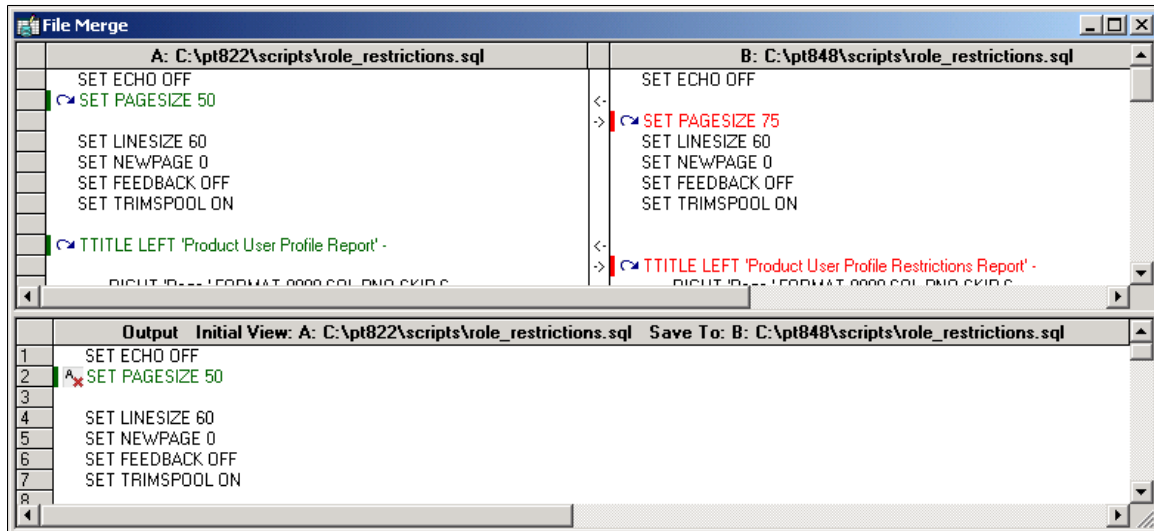 File Merge
A: C:\pt822\scripts\role_restrictions.sql
SET ECHO OFF
SET PAGESIZE 50
SET LINESIZE 60
SET NEWPAGE 0
SET FEEDBACK OFF
SET TRIMSPOOL ON
TTITLE LEFT 'Product User Profile Report' -
<-
->
<-
->
B: C:\pt848\scripts\role_restrictions.sql
SET ECHO OFF
SET PAGESIZE 75
SET LINESIZE 60
SET NEWPAGE 0
SET FEEDBACK OFF
SET TRIMSPOOL ON
TTITLE LEFT 'Product User Profile Restrictions Report' -
Output Initial View: A: C:\pt822\scripts\role_restrictions.sql Save To: B: C:\pt848\scripts\role_restrictions.sql
1 SET ECHO OFF
2 A SET PAGESIZE 50
3
4 SET LINESIZE 60
5 SET NEWPAGE 0
6 SET FEEDBACK OFF
7 SET TRIMSPOOL ON
8